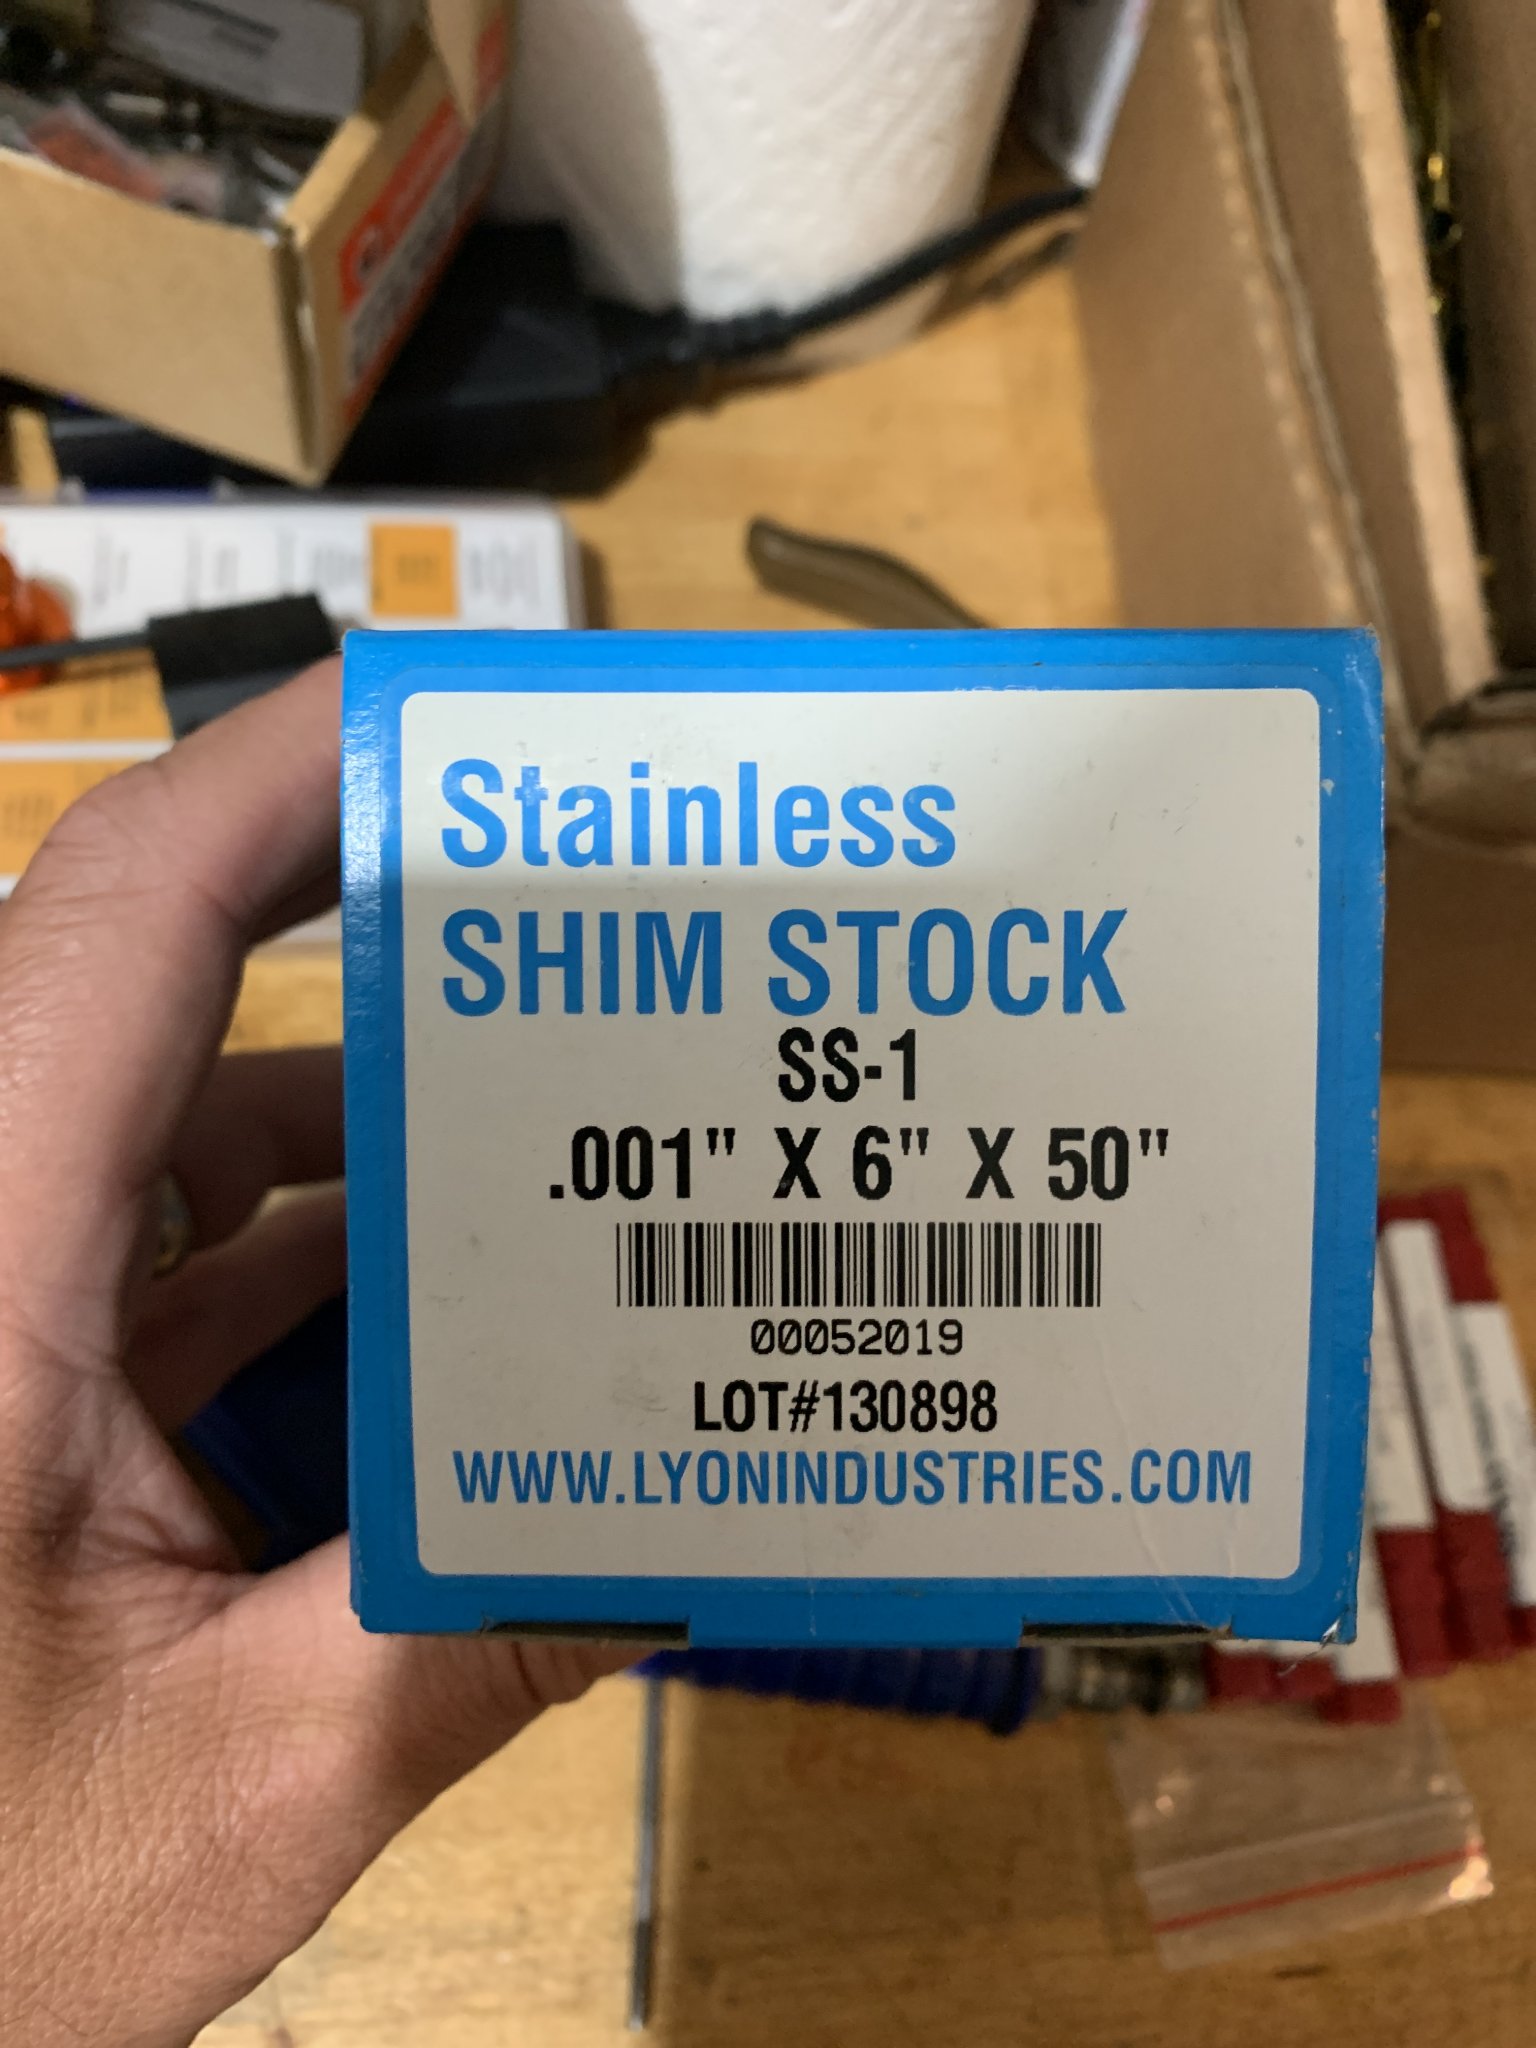 Stainless
SHIM STOCK
SS-1
.001" X 6" X 50"
00052019
LOT#130898
WWW.LYONINDUSTRIES.COM